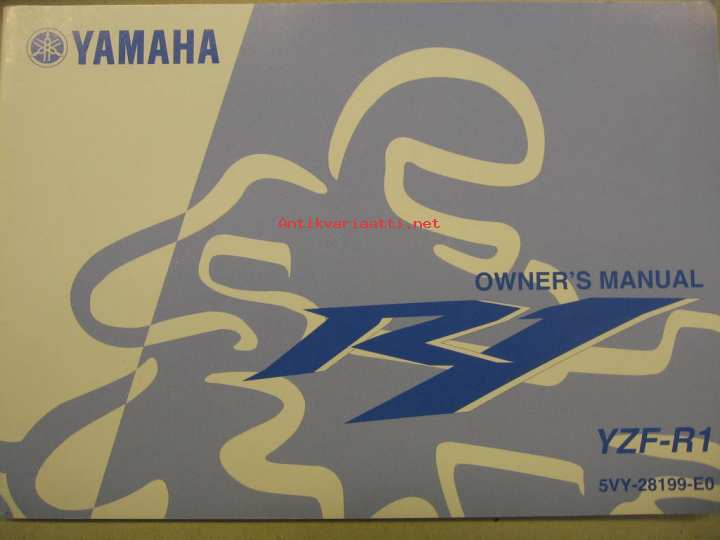 YAMAHA
Antikvariaatti.net
OWNER'S MANUAL
R1
YZF-R1
5VY-28199-E0